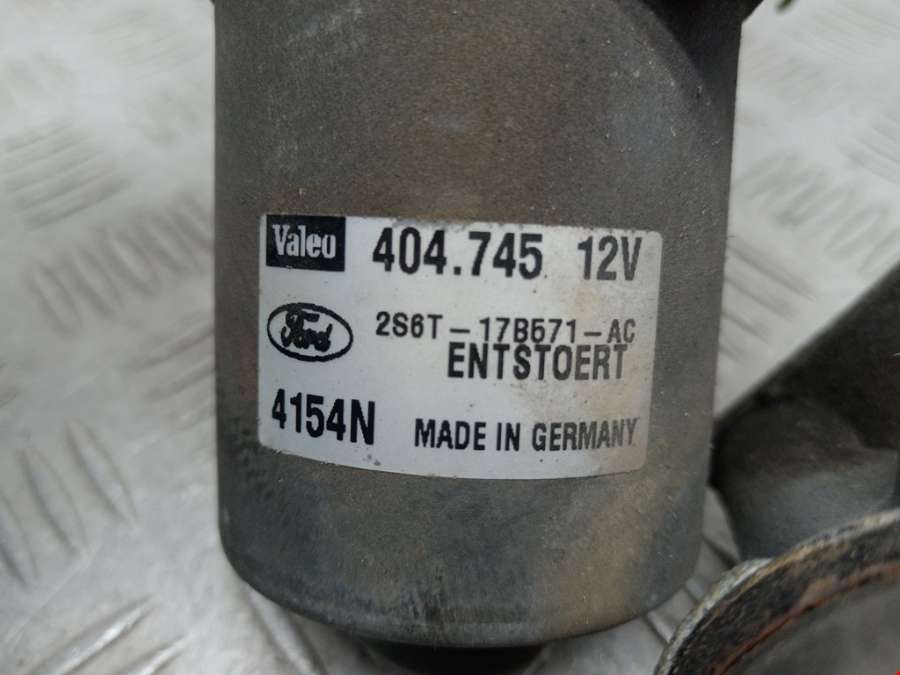 Valeo 404.745 12V
Ford 2S6T-17B571-AC
ENTSTOERT
4154N MADE IN GERMANY